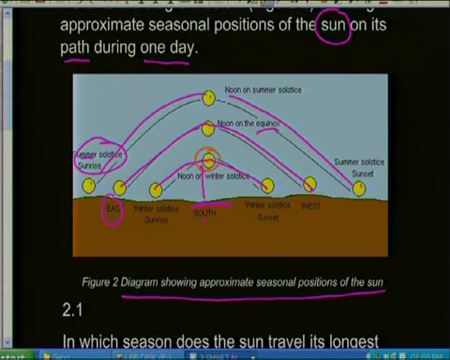 approximate seasonal positions of the sun on its
path during one day.
Noon on summer solstice
Noon on the equinox
Summer solstice
Sunrise
Noon on winter solstice
Summer solstice
Sunset
EAS
Winter solstice
Sunrise
SOUTH
Winter solstice
Sunset
WEST
Figure 2 Diagram showing approximate seasonal positions of the sun
2.1
In which season does the sun travel its longest
start